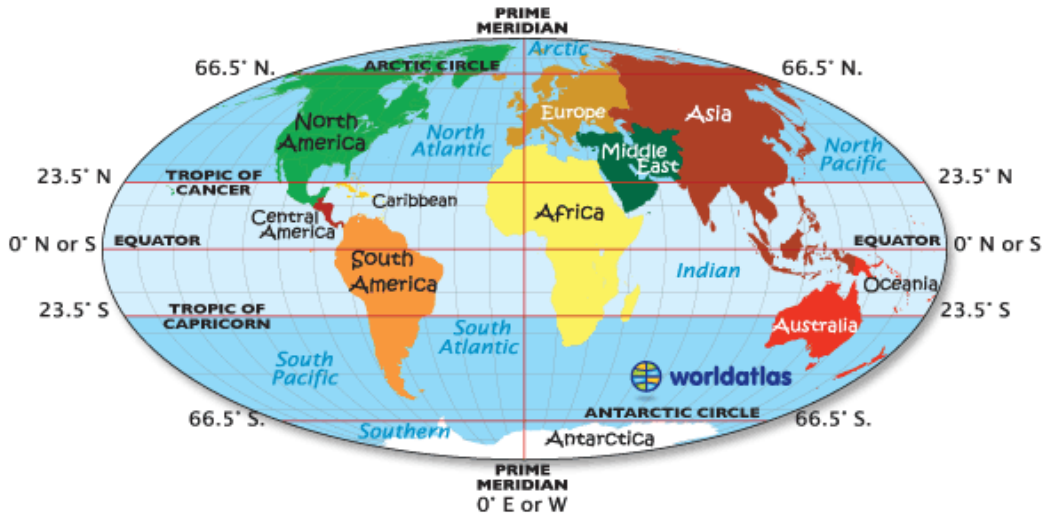 PRIME
MERIDIAN
Arctic
66.5° N.
ARCTIC CIRCLE
66.5° N.
North
America
North
Atlantic
Europe
Asia
Middle
East
North
Pacific
23.5° N
TROPIC OF
CANCER
23.5° N
Caribbean
Central
America
Africa
0° N or S
EQUATOR
EQUATOR
0° N or S
South
America
Indian
Oceania
23.5° S
TROPIC OF
CAPRICORN
23.5° S
South
Atlantic
Australia
South
Pacific
worldatlas
66.5° S.
ANTARCTIC CIRCLE
66.5° S.
Southern
Antarctica
PRIME
MERIDIAN
0° E or W